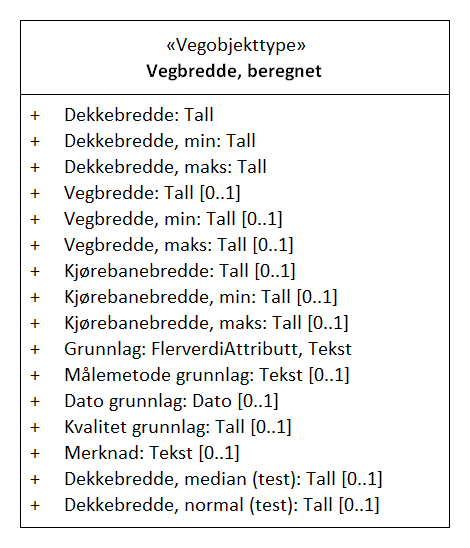 «Vegobjekttype»
Vegbredde, beregnet
+ Dekkebredde: Tall
+ Dekkebredde, min: Tall
+ Dekkebredde, maks: Tall
+ Vegbredde: Tall [0..1]
+ Vegbredde, min: Tall [0..1]
+ Vegbredde, maks: Tall [0..1]
+ Kjørebanebredde: Tall [0..1]
+ Kjørebanebredde, min: Tall [0..1]
+ Kjørebanebredde, maks: Tall [0..1]
+ Grunnlag: FlerverdiAttributt, Tekst
+ Målemetode grunnlag: Tekst [0..1]
+ Dato grunnlag: Dato [0..1]
+ Kvalitet grunnlag: Tall [0..1]
+ Merknad: Tekst [0..1]
+ Dekkebredde, median (test): Tall [0..1]
+ Dekkebredde, normal (test): Tall [0..1]